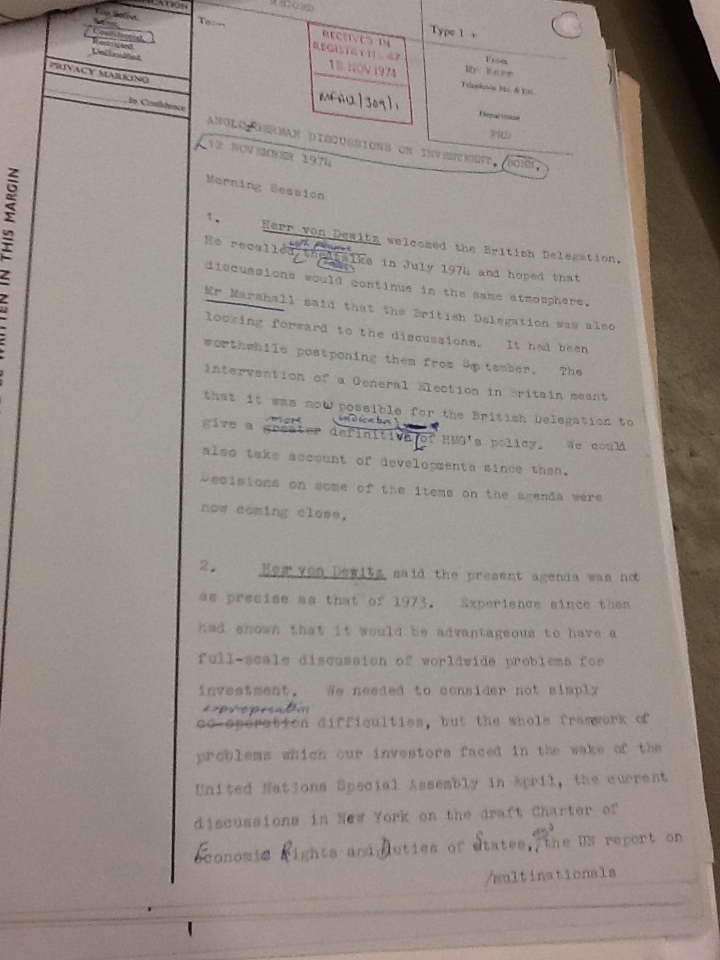 RECORD
Top Secret.
Secret.
Confidential.
Restricted.
Unclassified.
PRIVACY MARKING
In Confidence
WRITTEN IN THIS MARGIN
To:—
RECEIVED IN
REGISTRY No.
18 NOV 1974
Type 1 +
From
Telephone No. & Ext.
Department
ANGLO-GERMAN DISCUSSIONS ON INVESTMENT, BONN,
12 NOVEMBER 1974
Morning Session
1. Herr von Dewitz welcomed the British Delegation.
with pleasure
He recalled the talks in July 1974 and hoped that
discussions would continue in the same atmosphere.
Mr Marshall said that the British Delegation was also
looking forward to the discussions. It had been
worthwhile postponing them from September. The
intervention of a General Election in Britain meant
that it was now possible for the British Delegation to
more indication
give a greater definitive of HMG's policy. We could
also take account of developments since then.
Decisions on some of the items on the agenda were
now coming close.
2. Herr von Dewitz said the present agenda was not
as precise as that of 1973. Experience since then
had shown that it would be advantageous to have a
full-scale discussion of worldwide problems for
investment. We needed to consider not simply
expropriation
co-operation difficulties, but the whole framwork of
problems which our investors faced in the wake of the
United Nations Special Assembly in April, the current
discussions in New York on the draft Charter of
Economic Rights and Duties of States, the UN report on
/multinationals